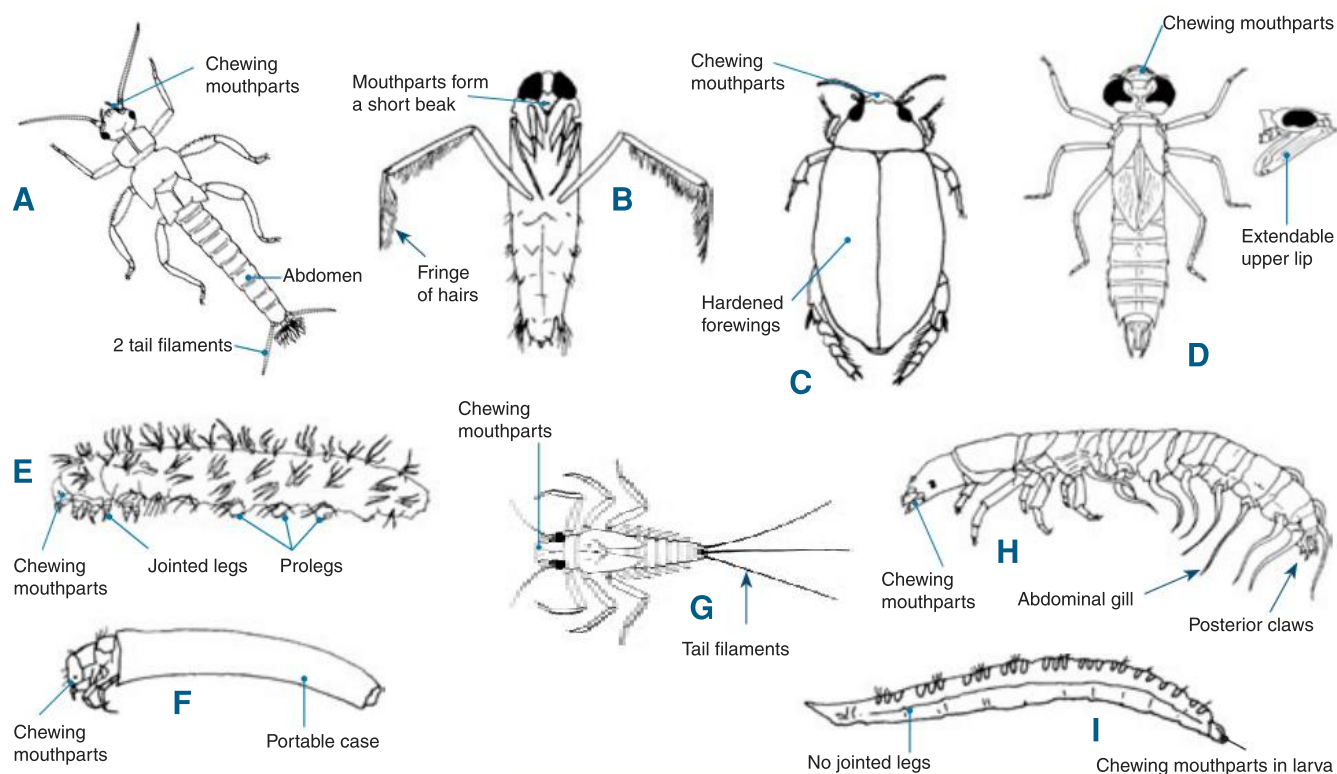 Chewing
mouthparts
A
Abdomen
2 tail filaments
Mouthparts form
a short beak
B
Fringe
of hairs
Chewing
mouthparts
Hardened
forewings
C
Chewing mouthparts
Extendable
upper lip
D
E
Chewing
mouthparts
Jointed legs
Prolegs
F
Chewing
mouthparts
Portable case
Chewing
mouthparts
G
Tail filaments
H
Chewing
mouthparts
Abdominal gill
Posterior claws
I
No jointed legs
Chewing mouthparts in larva